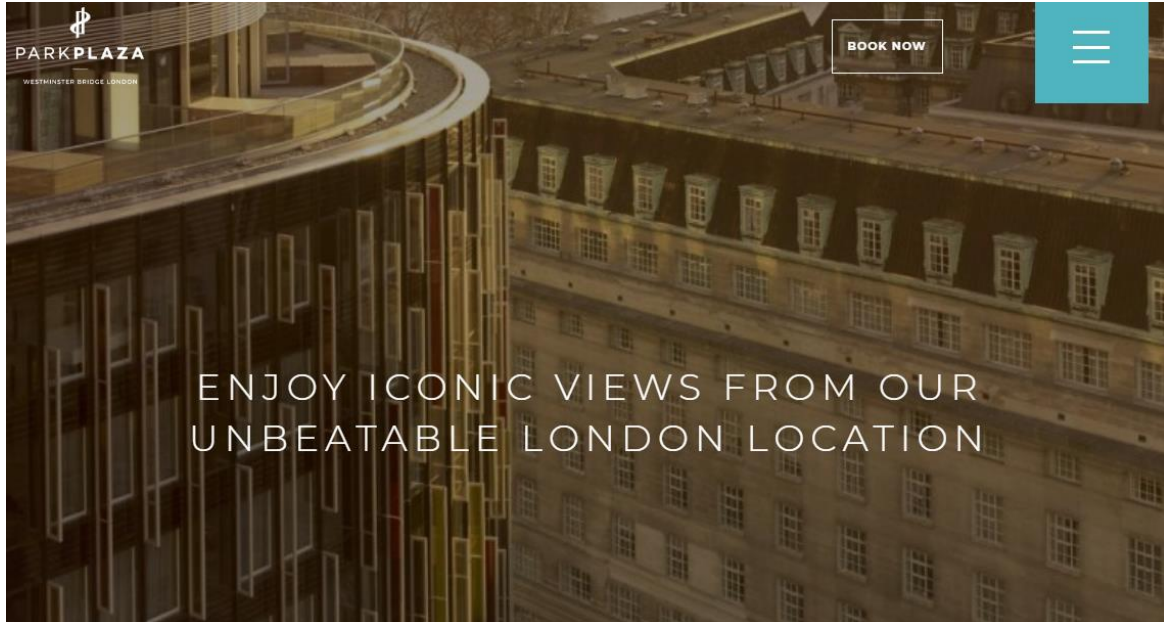 PARKPLAZA
WESTMINSTER BRIDGE LONDON
BOOK NOW
ENJOY ICONIC VIEWS FROM OUR
UNBEATABLE LONDON LOCATION